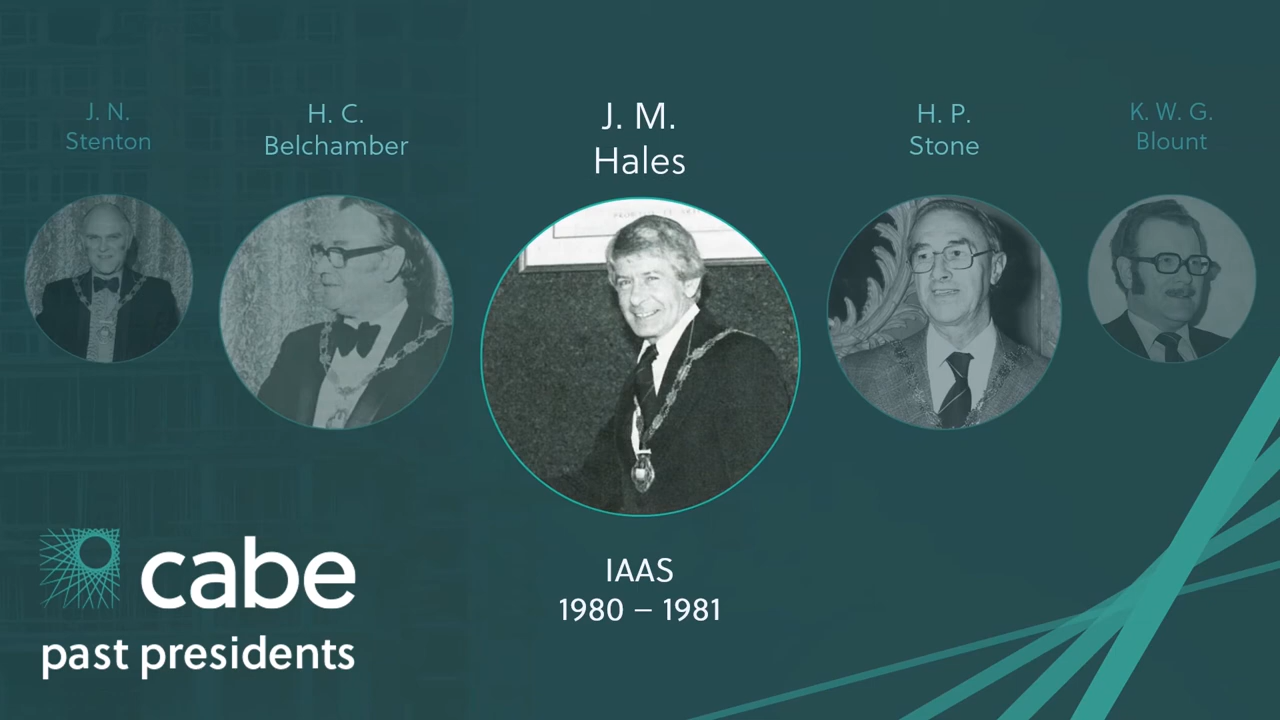 J. N.
Stenton
H. C.
Belchamber
J. M.
Hales
H. P.
Stone
K. W. G.
Blount
IAAS
1980 – 1981
cabe
past presidents